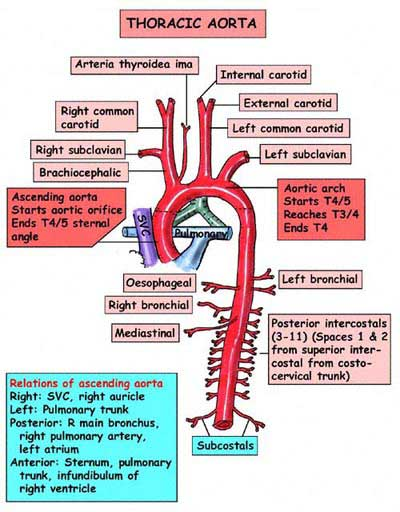 THORACIC AORTA
Arteria thyroidea ima
Internal carotid
External carotid
Right common
carotid
Left common carotid
Right subclavian
Left subclavian
Brachiocephalic
Ascending aorta
Starts aortic orifice
Ends T4/5 sternal
angle
Aortic arch
Starts T4/5
Reaches T3/4
Ends T4
SVC
Pulmonary
Oesophageal
Left bronchial
Right bronchial
Mediastinal
Posterior intercostals
(3-11) (Spaces 1 & 2
from superior inter-
costal from costo-
cervical trunk)
Relations of ascending aorta
Right: SVC, right auricle
Left: Pulmonary trunk
Posterior: R main bronchus,
right pulmonary artery,
left atrium
Anterior: Sternum, pulmonary
trunk, infundibulum of
right ventricle
Subcostals